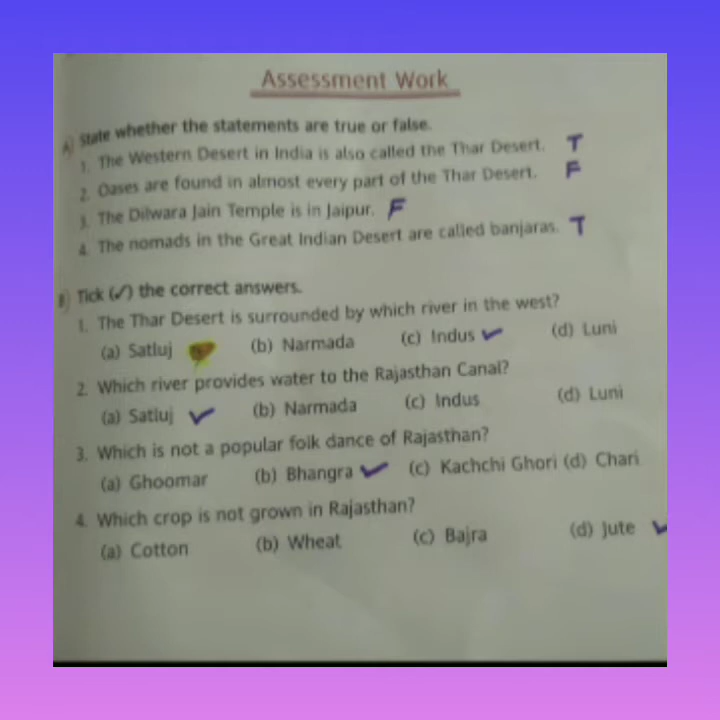 Assessment Work
A) State whether the statements are true or false.
1. The Western Desert in India is also called the Thar Desert. T
2. Oases are found in almost every part of the Thar Desert. F
3. The Dilwara Jain Temple is in Jaipur. F
4. The nomads in the Great Indian Desert are called banjaras. T
B) Tick (✓) the correct answers.
1. The Thar Desert is surrounded by which river in the west?
(a) Satluj (b) Narmada (c) Indus ✓ (d) Luni
2. Which river provides water to the Rajasthan Canal?
(a) Satluj ✓ (b) Narmada (c) Indus (d) Luni
3. Which is not a popular folk dance of Rajasthan?
(a) Ghoomar (b) Bhangra ✓ (c) Kachchi Ghori (d) Chari
4. Which crop is not grown in Rajasthan?
(a) Cotton (b) Wheat (c) Bajra (d) Jute ✓